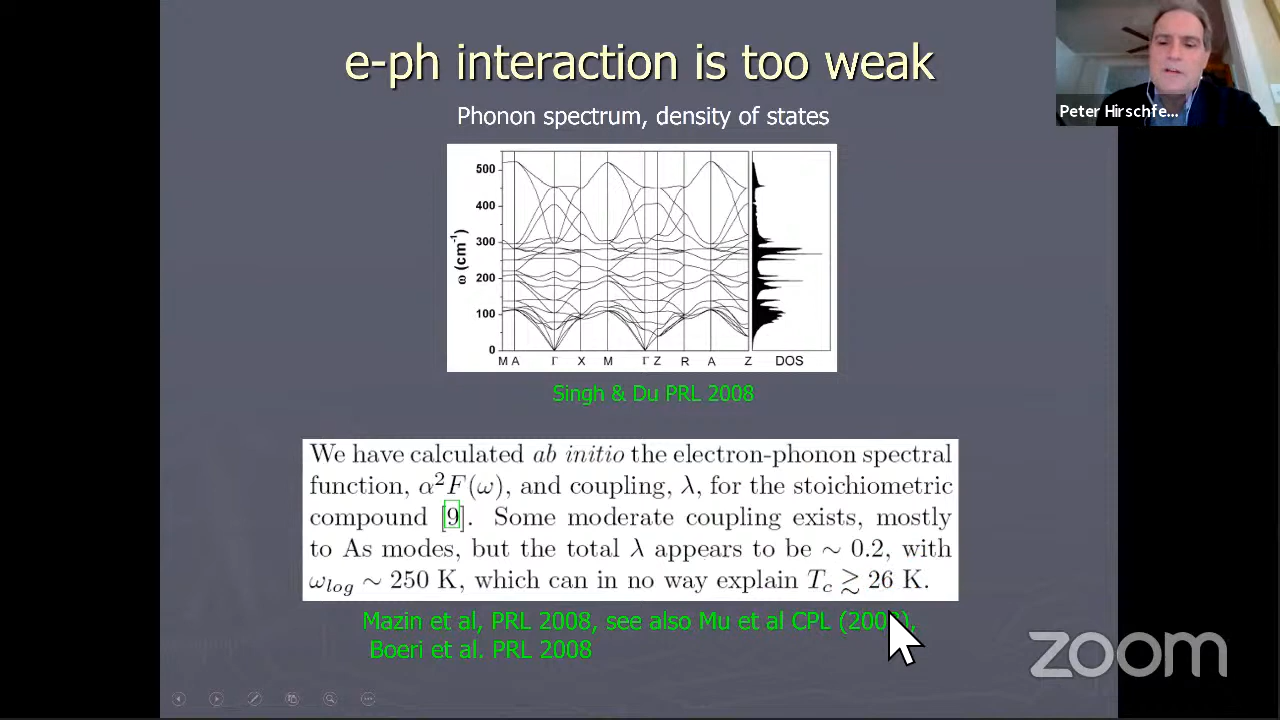 e-ph interaction is too weak
Peter Hirschfe...
Phonon spectrum, density of states
500
400
300
200
100
0
ω (cm⁻¹)
M A Γ X M Γ Z R A Z DOS
Singh & Du PRL 2008
We have calculated ab initio the electron-phonon spectral
function, α²F(ω), and coupling, λ, for the stoichiometric
compound [9]. Some moderate coupling exists, mostly
to As modes, but the total λ appears to be ∼ 0.2, with
ω_log ∼ 250 K, which can in no way explain T_c ≳ 26 K.
Mazin et al, PRL 2008, see also Mu et al CPL (2008),
Boeri et al. PRL 2008
zoom